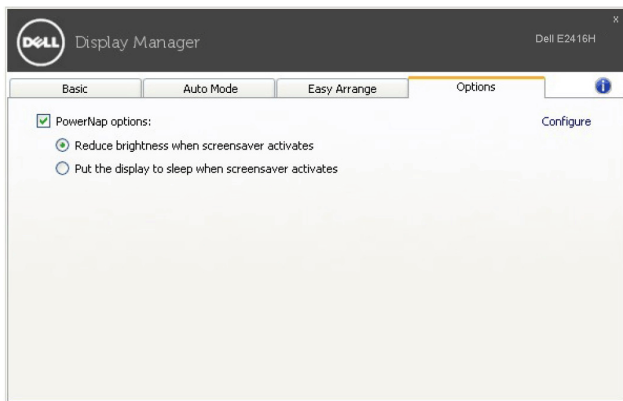 x
DELL Display Manager Dell E2416H
Basic Auto Mode Easy Arrange Options i
PowerNap options: Configure
Reduce brightness when screensaver activates
Put the display to sleep when screensaver activates